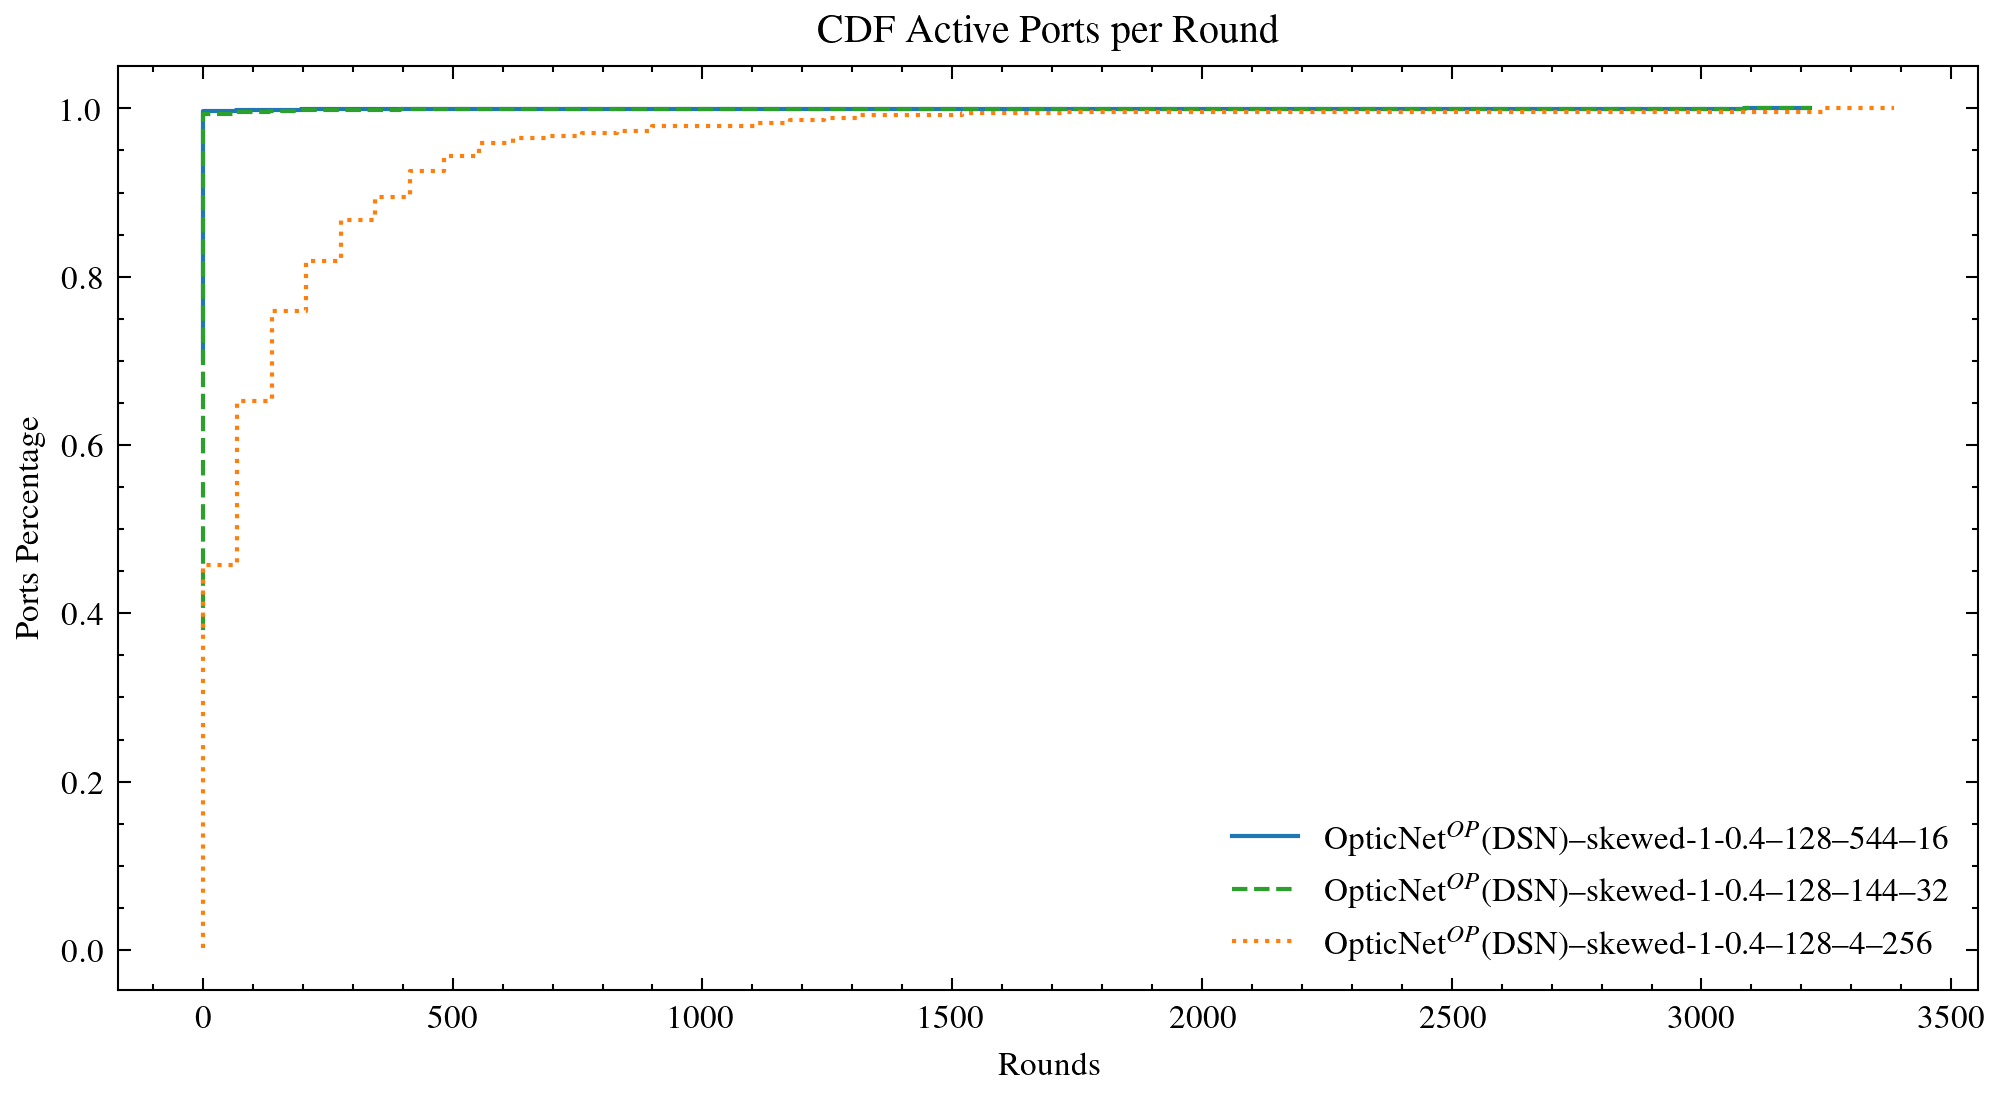 CDF Active Ports per Round
Ports Percentage
1.0
0.8
0.6
0.4
0.2
0.0
OpticNet^OP(DSN)–skewed-1-0.4–128–544–16
OpticNet^OP(DSN)–skewed-1-0.4–128–144–32
OpticNet^OP(DSN)–skewed-1-0.4–128–4–256
0 500 1000 1500 2000 2500 3000 3500
Rounds